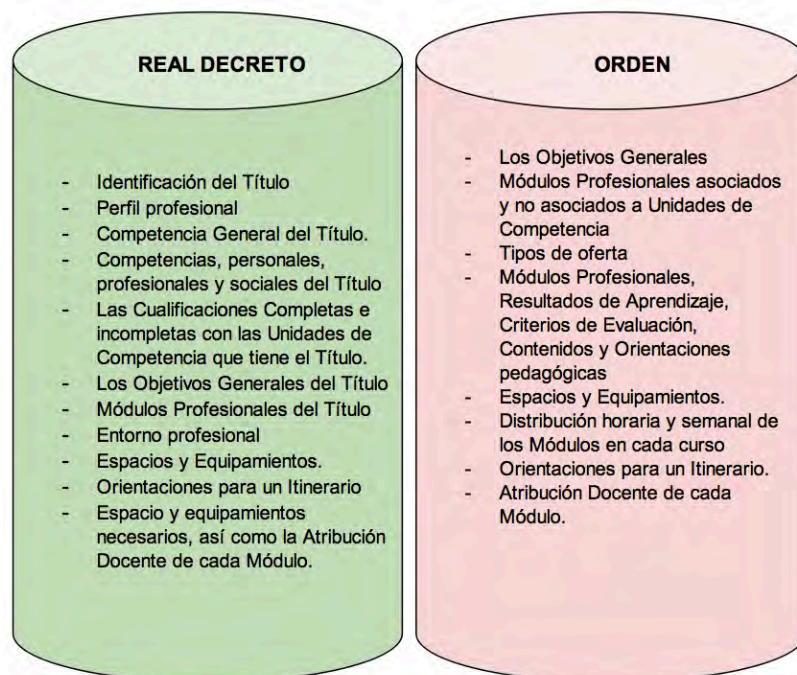 REAL DECRETO
- Identificación del Título
- Perfil profesional
- Competencia General del Título.
- Competencias, personales,
profesionales y sociales del Título
- Las Cualificaciones Completas e
incompletas con las Unidades de
Competencia que tiene el Título.
- Los Objetivos Generales del Título
- Módulos Profesionales del Título
- Entorno profesional
- Espacios y Equipamientos.
- Orientaciones para un Itinerario
- Espacio y equipamientos
necesarios, así como la Atribución
Docente de cada Módulo.
ORDEN
- Los Objetivos Generales
- Módulos Profesionales asociados
y no asociados a Unidades de
Competencia
- Tipos de oferta
- Módulos Profesionales,
Resultados de Aprendizaje,
Criterios de Evaluación,
Contenidos y Orientaciones
pedagógicas
- Espacios y Equipamientos.
- Distribución horaria y semanal de
los Módulos en cada curso
- Orientaciones para un Itinerario.
- Atribución Docente de cada
Módulo.